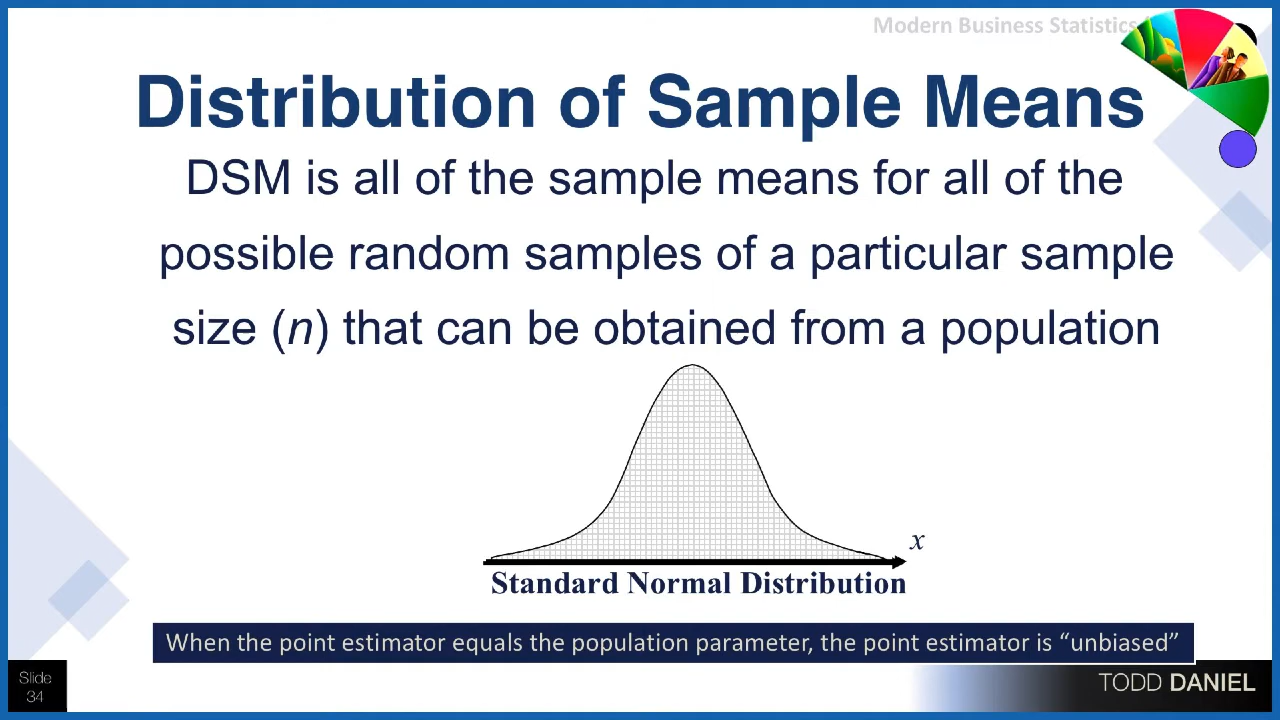 Modern Business Statistics
Distribution of Sample Means
DSM is all of the sample means for all of the
possible random samples of a particular sample
size (n) that can be obtained from a population
x
Standard Normal Distribution
When the point estimator equals the population parameter, the point estimator is “unbiased”
Slide
34
TODD DANIEL